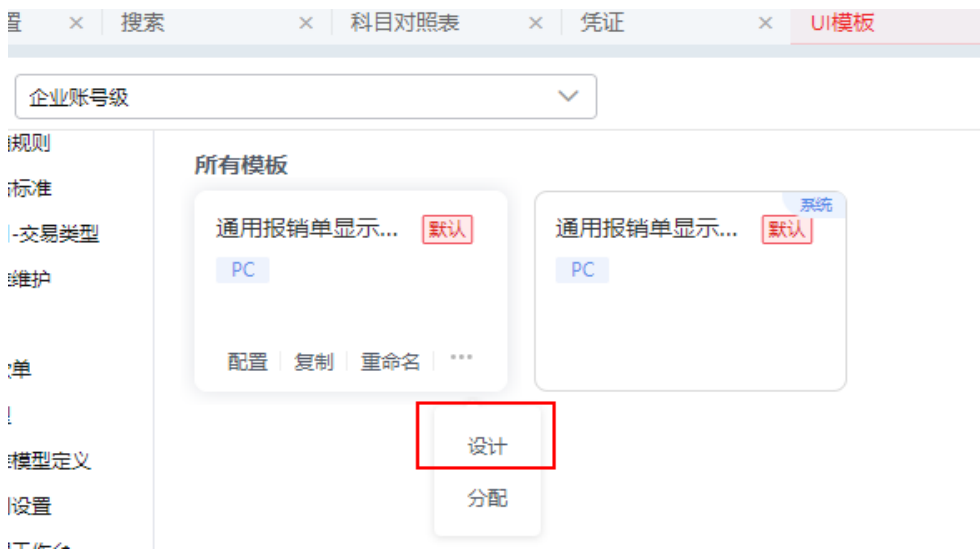 置 × 搜索 × 科目对照表 × 凭证 × UI模板
企业账号级
规则
标准
-交易类型
维护
单
模型定义
设置
所有模板
通用报销单显示... 默认
PC
配置 复制 重命名 ...
系统
通用报销单显示... 默认
PC
设计
分配